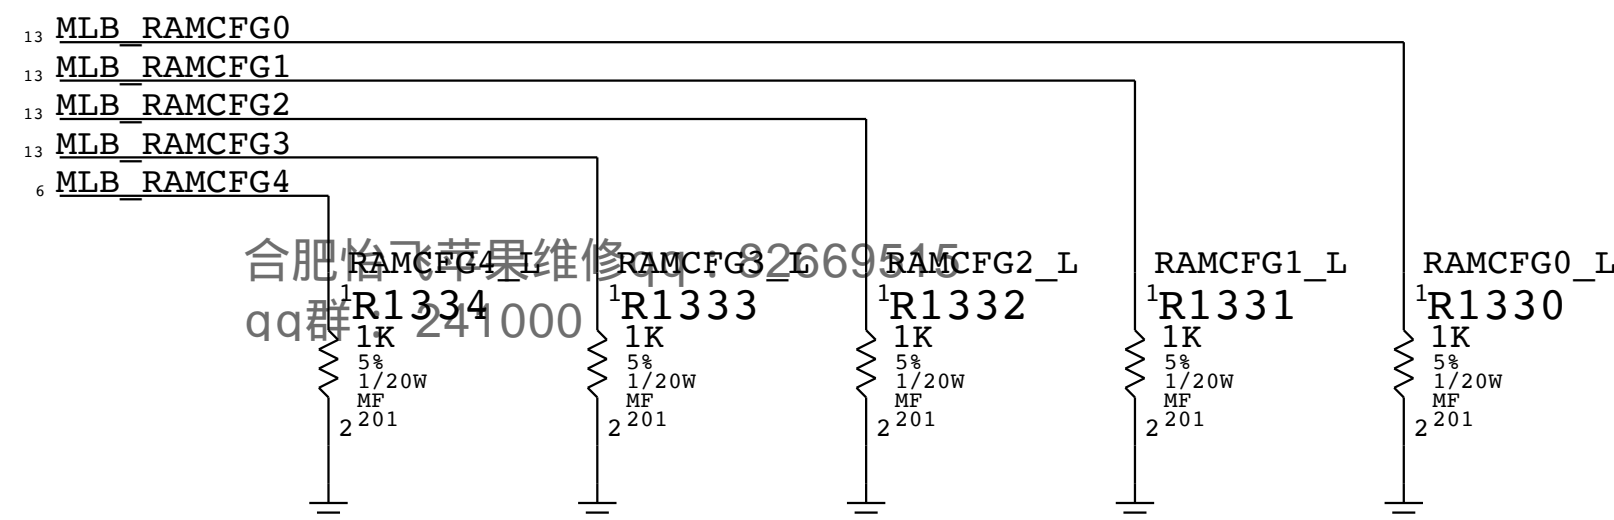 13 MLB_RAMCFG0
13 MLB_RAMCFG1
13 MLB_RAMCFG2
13 MLB_RAMCFG3
6 MLB_RAMCFG4
合肥怡飞苹果维修qq：82669515
qq群：241000
RAMCFG4_L
1 R1334
1K
5%
1/20W
MF
201
2
RAMCFG3_L
1 R1333
1K
5%
1/20W
MF
201
2
RAMCFG2_L
1 R1332
1K
5%
1/20W
MF
201
2
RAMCFG1_L
1 R1331
1K
5%
1/20W
MF
201
2
RAMCFG0_L
1 R1330
1K
5%
1/20W
MF
201
2